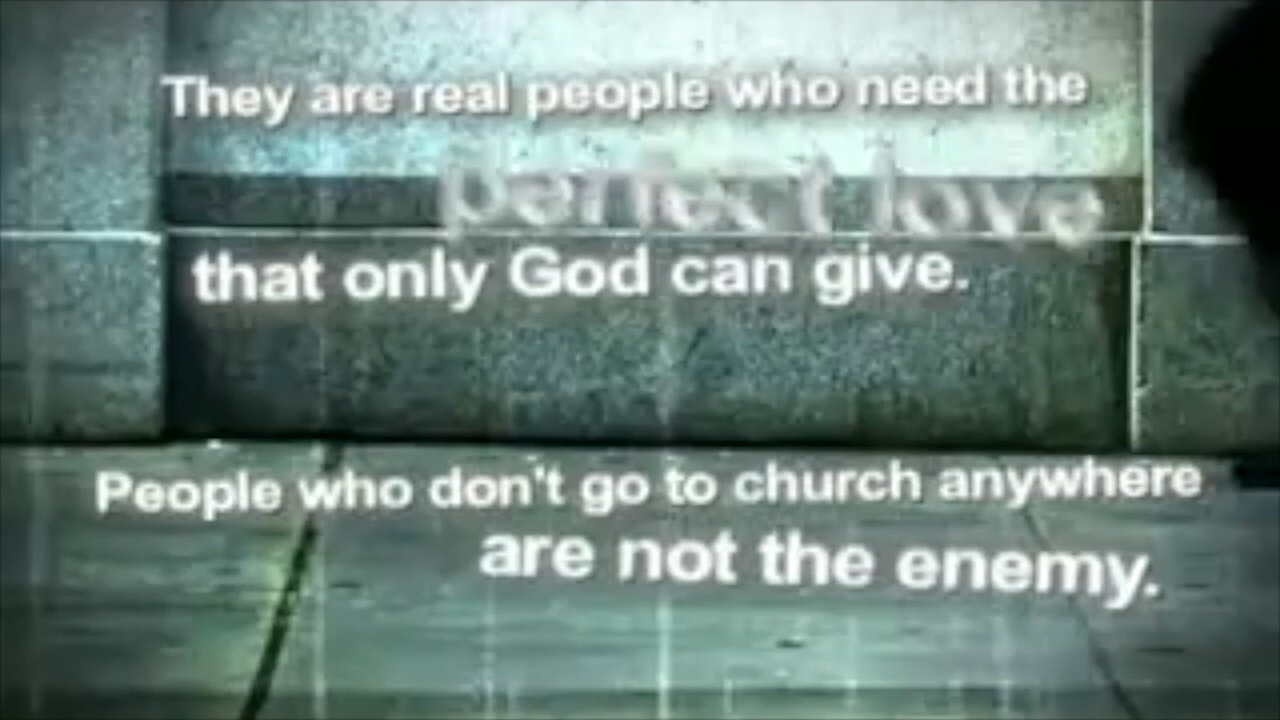 They are real people who need the
perfect love
that only God can give.
People who don't go to church anywhere
are not the enemy.